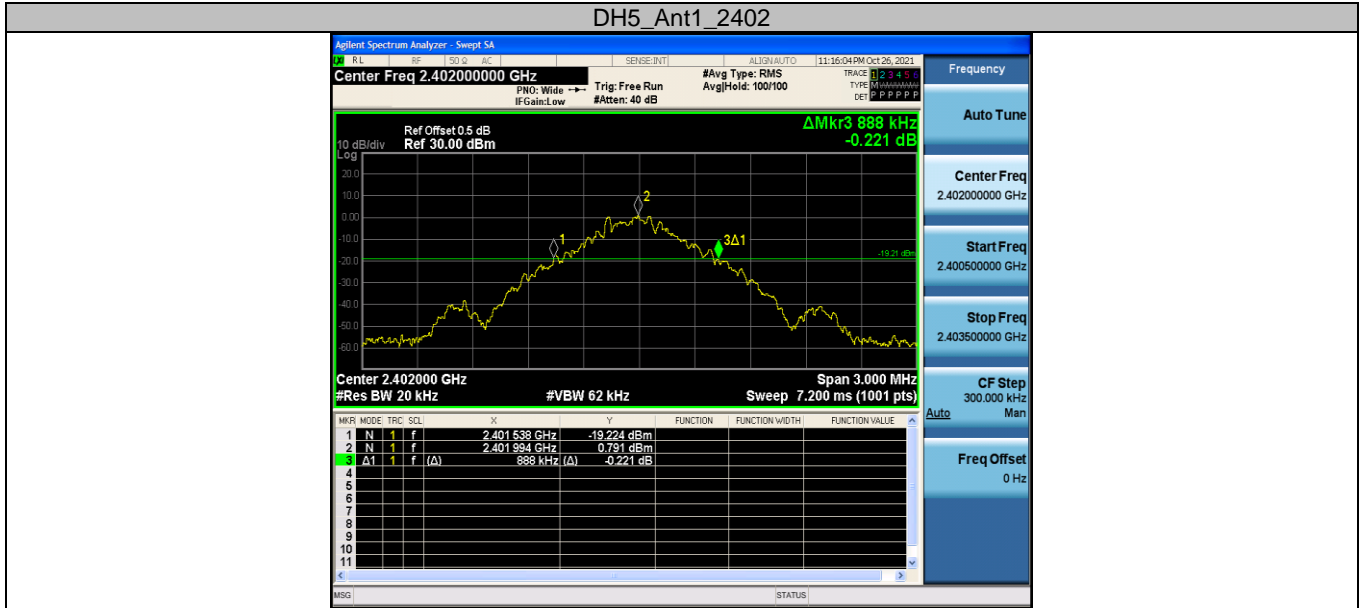 DH5_Ant1_2402
Agilent Spectrum Analyzer - Swept SA
RL RF 50 Ω AC SENSE:INT ALIGNAUTO 11:16:04 PM Oct 26, 2021
Center Freq 2.402000000 GHz
PNO: Wide
IFGain:Low
Trig: Free Run
#Atten: 40 dB
#Avg Type: RMS
Avg|Hold: 100/100
TRACE 1 2 3 4 5 6
TYPE M
DET P P P P P P
Frequency
Auto Tune
Center Freq
2.402000000 GHz
Start Freq
2.400500000 GHz
Stop Freq
2.403500000 GHz
CF Step
300.000 kHz
Auto Man
Freq Offset
0 Hz
ΔMkr3 888 kHz
-0.221 dB
Ref Offset 0.5 dB
10 dB/div Ref 30.00 dBm
Log
20.0
10.0
0.00
-10.0
-20.0
-30.0
-40.0
-50.0
-60.0
1
2
3Δ1
-19.21 dBm
Center 2.402000 GHz Span 3.000 MHz
#Res BW 20 kHz #VBW 62 kHz Sweep 7.200 ms (1001 pts)
MKR MODE TRC SCL X Y FUNCTION FUNCTION WIDTH FUNCTION VALUE
1 N 1 f 2.401 538 GHz -19.224 dBm
2 N 1 f 2.401 994 GHz 0.791 dBm
3 Δ1 1 f (Δ) 888 kHz (Δ) -0.221 dB
4
5
6
7
8
9
10
11
MSG STATUS